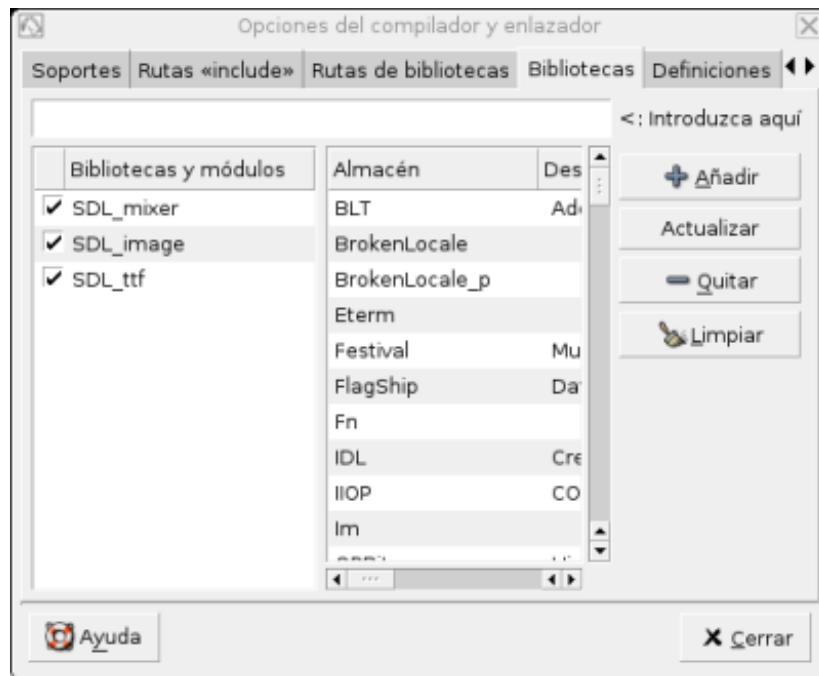 Opciones del compilador y enlazador
Soportes Rutas «include» Rutas de bibliotecas Bibliotecas Definiciones
<: Introduzca aquí
Bibliotecas y módulos
SDL_mixer
SDL_image
SDL_ttf
Almacén Des
BLT Ad
BrokenLocale
BrokenLocale_p
Eterm
Festival Mu
FlagShip Da
Fn
IDL Cre
IIOP CO
Im
Añadir
Actualizar
Quitar
Limpiar
Ayuda
Cerrar